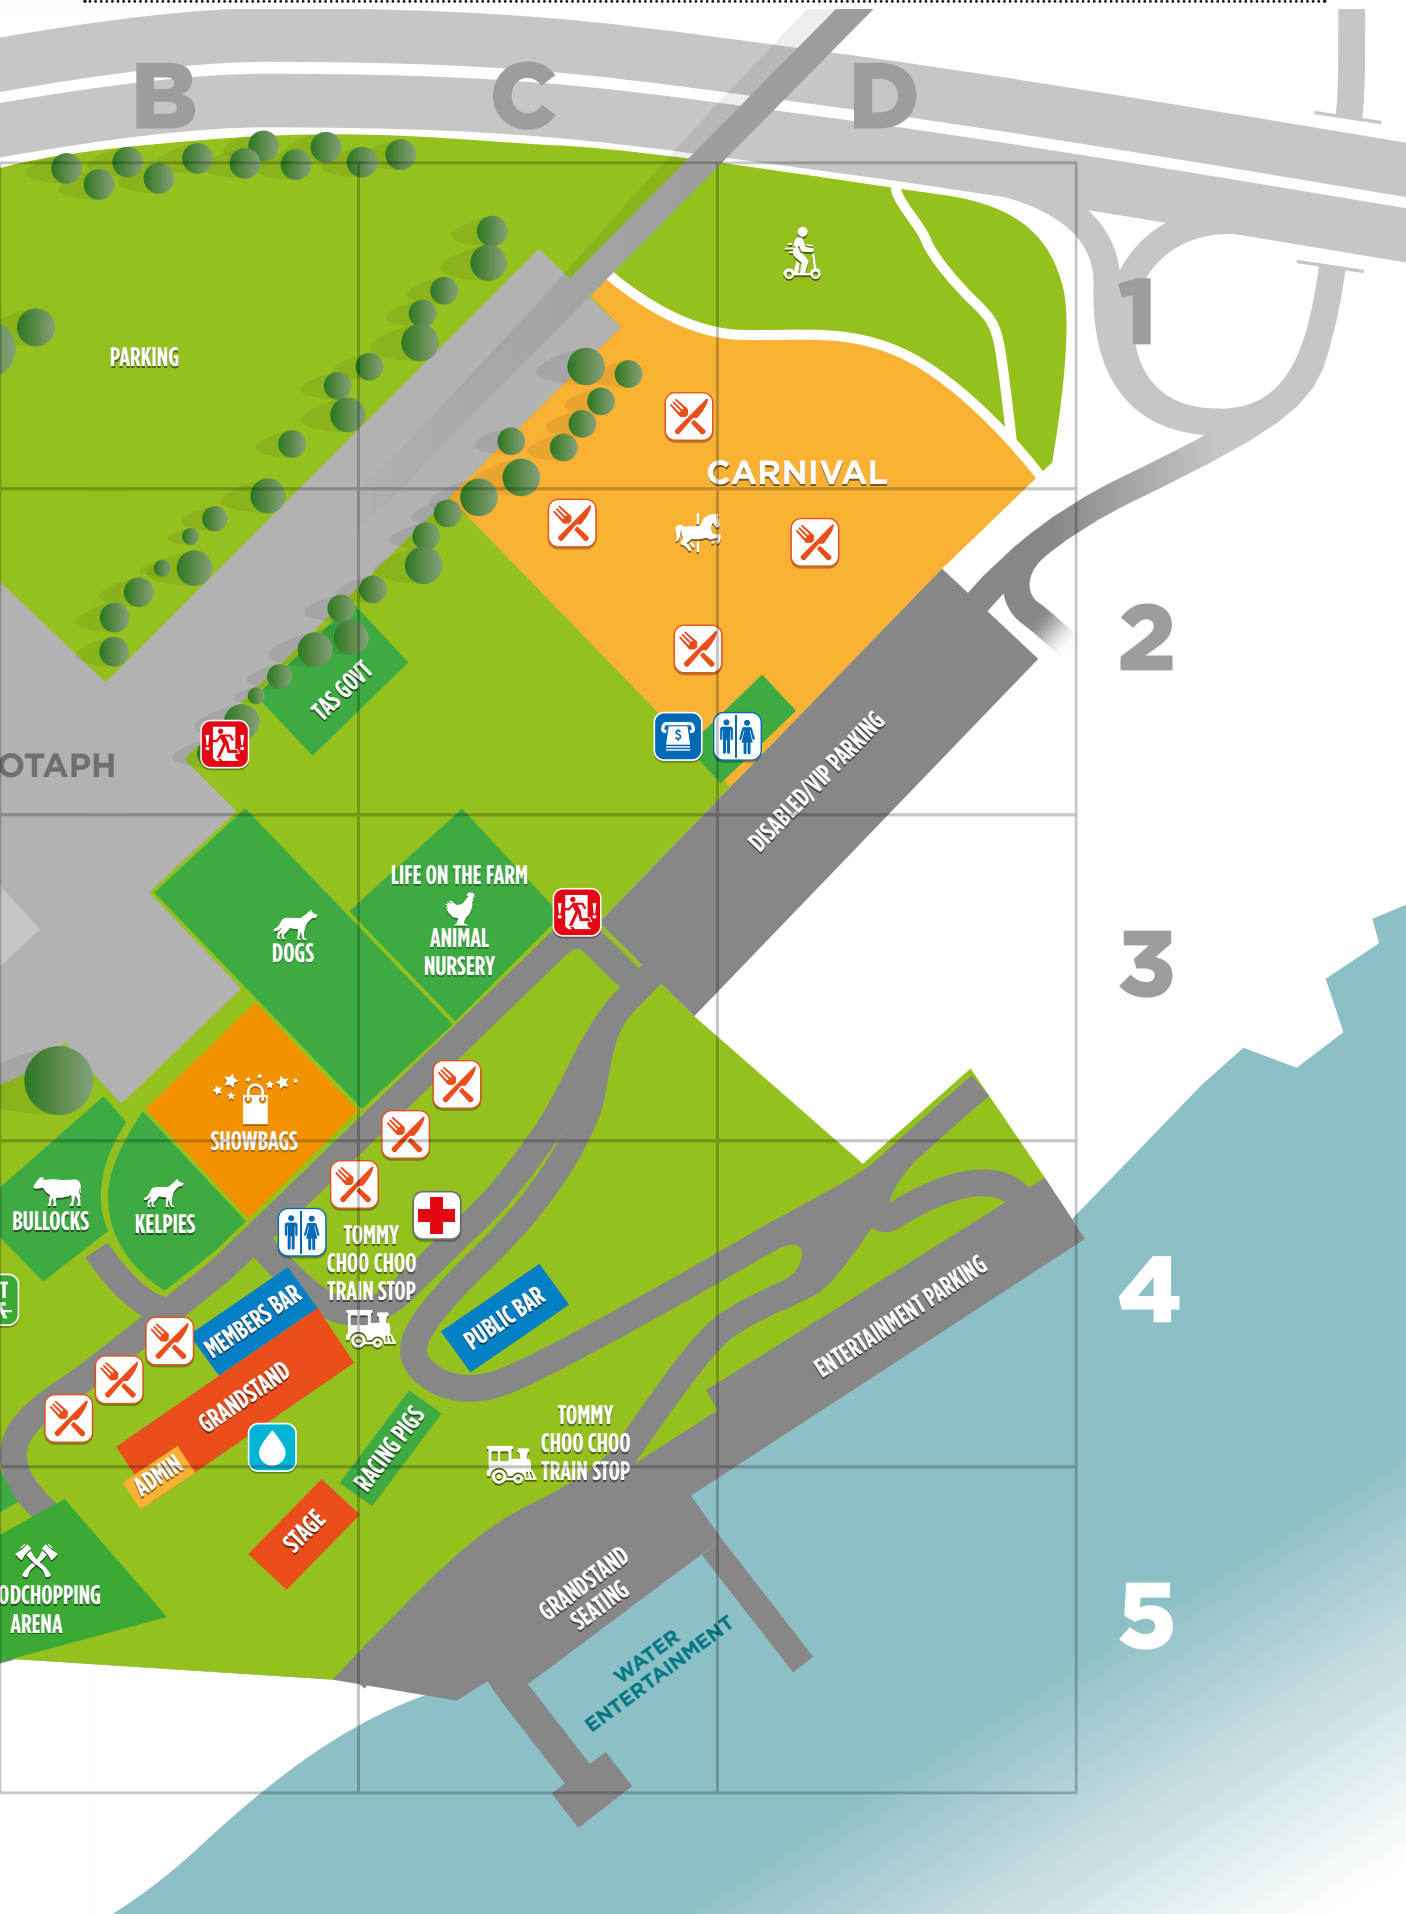 B
C
D
1
PARKING
CARNIVAL
2
TAS GOVT
OTAPH
$
DISABLED/VIP PARKING
LIFE ON THE FARM
ANIMAL
NURSERY
DOGS
3
SHOWBAGS
BULLOCKS
KELPIES
TOMMY
CHOO CHOO
TRAIN STOP
4
MEMBERS BAR
PUBLIC BAR
ENTERTAINMENT PARKING
GRANDSTAND
RACING PIGS
TOMMY
CHOO CHOO
TRAIN STOP
ADMIN
STAGE
ODCHOPPING
ARENA
GRANDSTAND
SEATING
5
WATER
ENTERTAINMENT